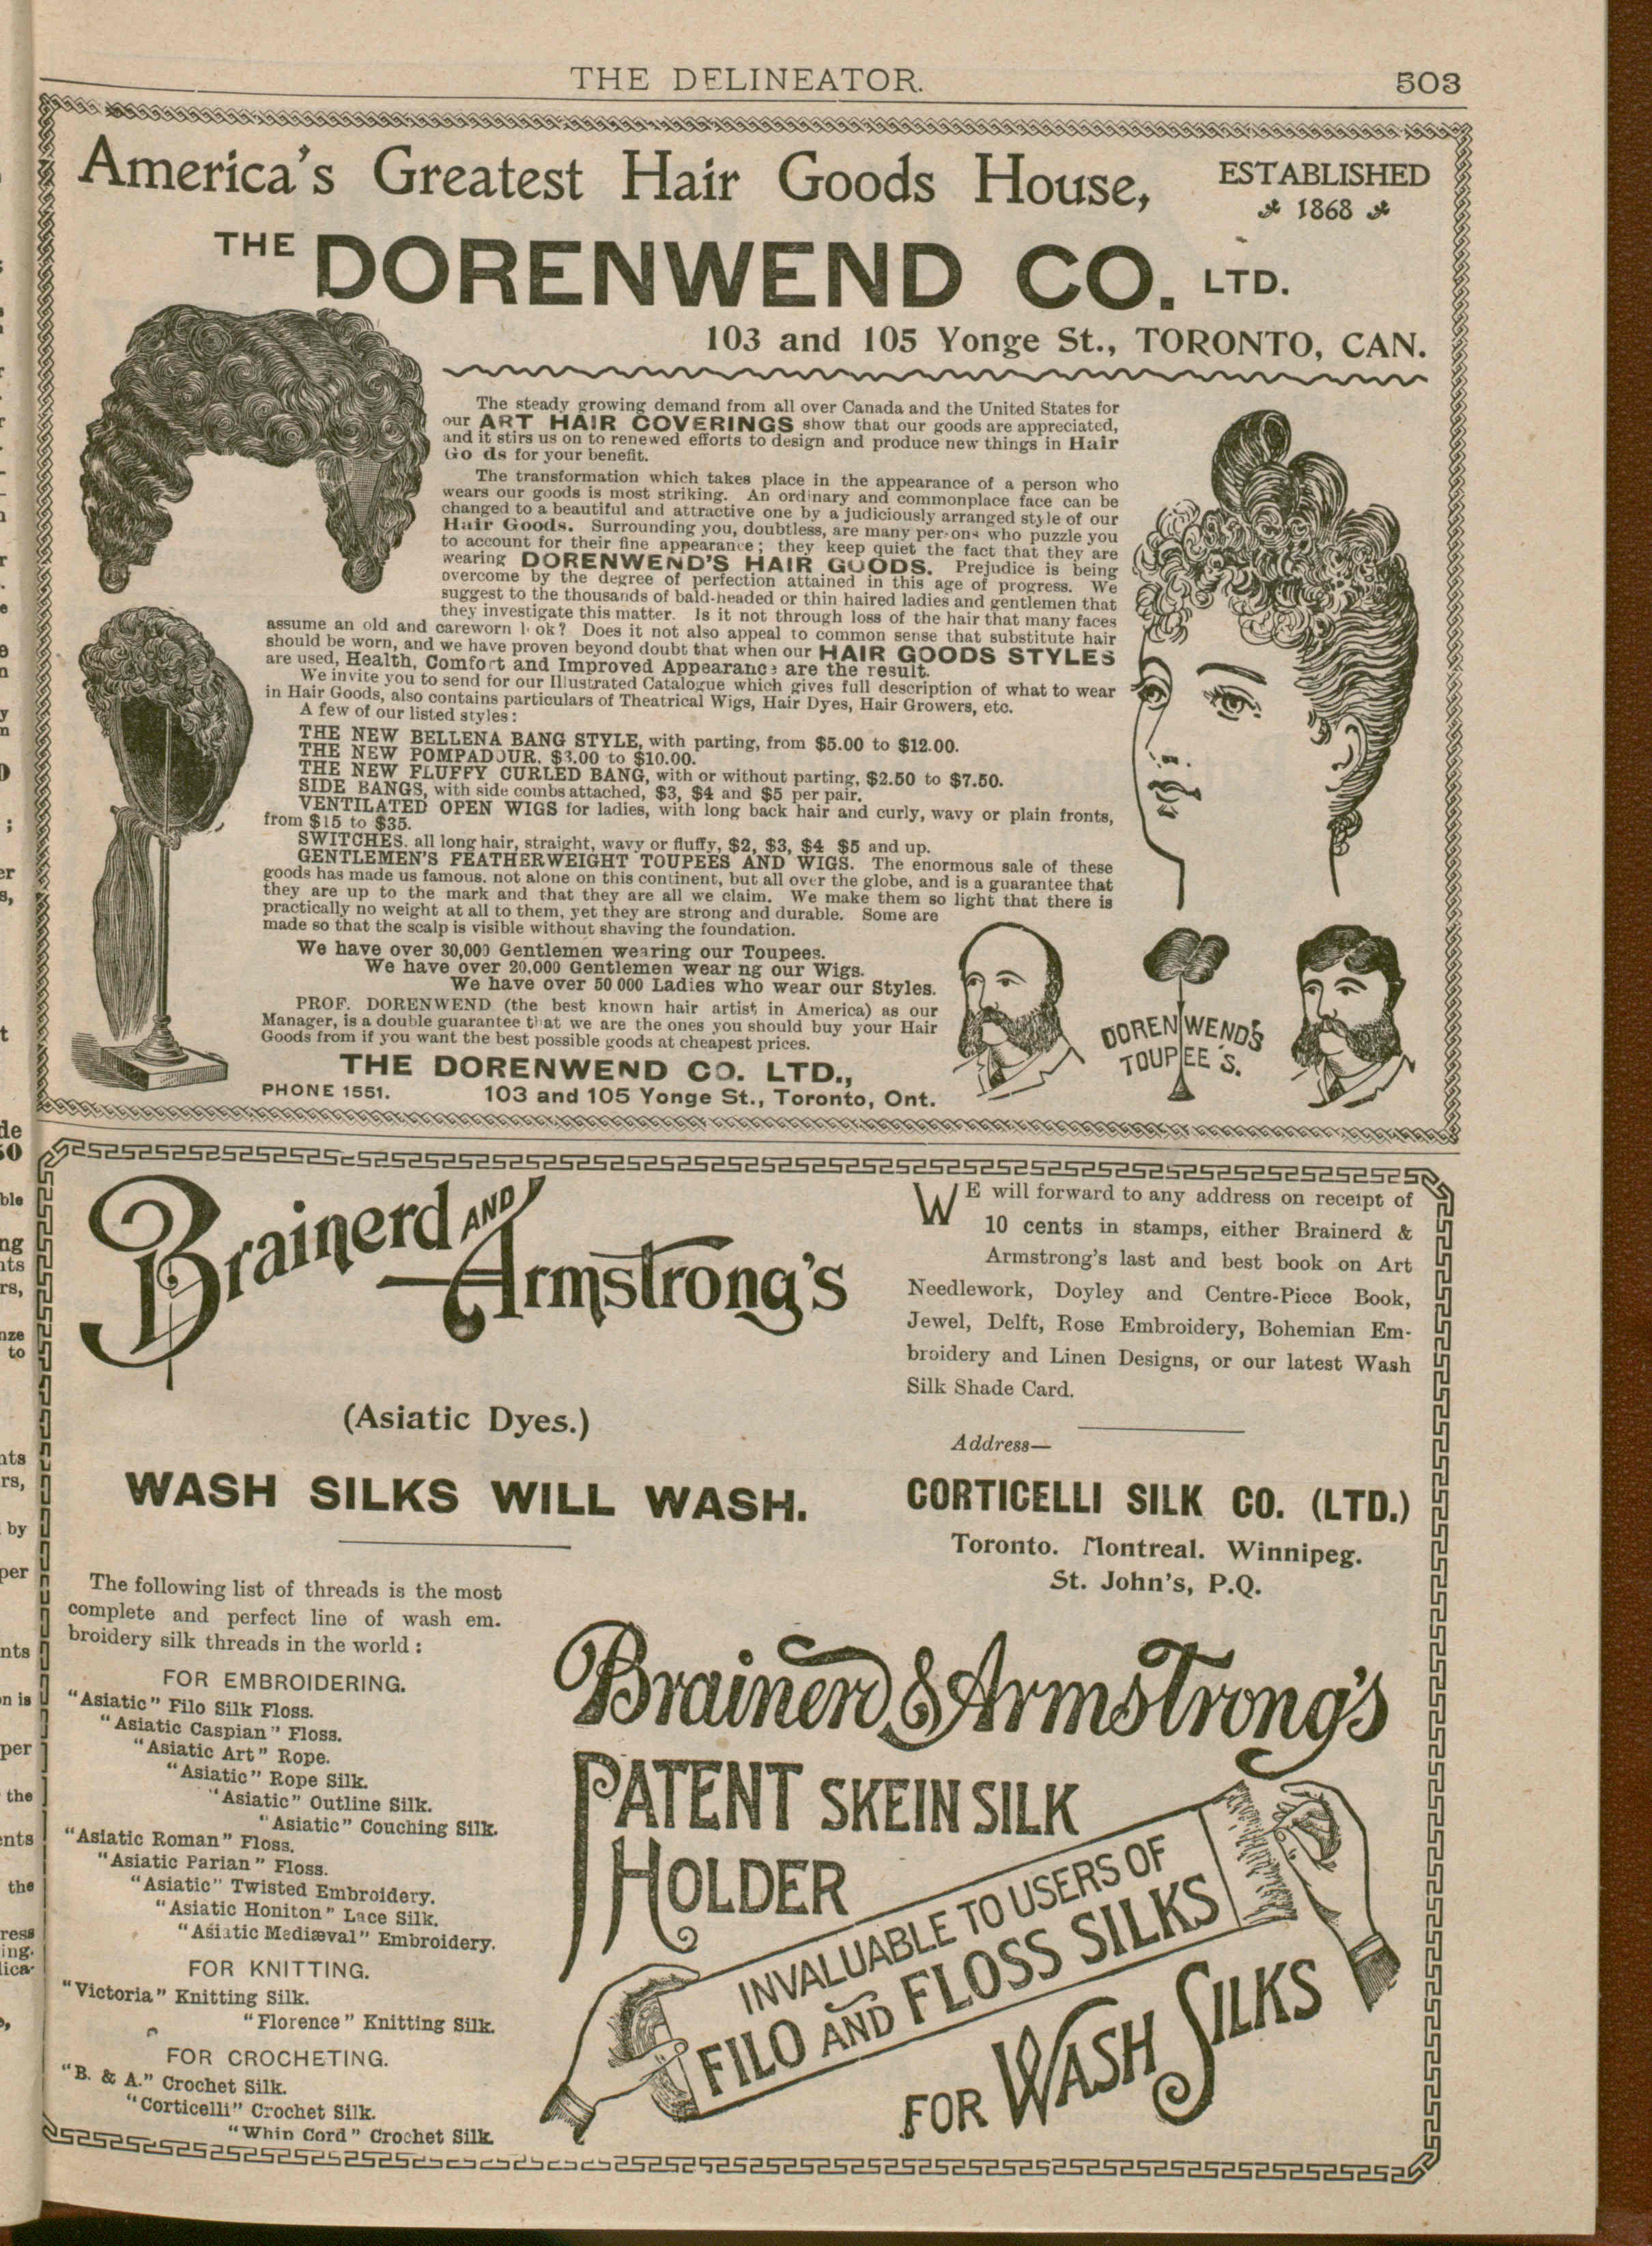 THE DELINEATOR.
503
America's Greatest Hair Goods House,
ESTABLISHED
1868
THE DORENWEND CO. LTD.
103 and 105 Yonge St., TORONTO, CAN.
The steady growing demand from all over Canada and the United States for
our ART HAIR COVERINGS show that our goods are appreciated,
and it stirs us on to renewed efforts to design and produce new things in Hair
Go ds for your benefit.
The transformation which takes place in the appearance of a person who
wears our goods is most striking. An ordinary and commonplace face can be
changed to a beautiful and attractive one by a judiciously arranged style of our
Hair Goods. Surrounding you, doubtless, are many persons who puzzle you
to account for their fine appearance; they keep quiet the fact that they are
wearing DORENWEND'S HAIR GOODS. Prejudice is being
overcome by the degree of perfection attained in this age of progress. We
suggest to the thousands of bald-headed or thin haired ladies and gentlemen that
they investigate this matter. Is it not through loss of the hair that many faces
assume an old and careworn look? Does it not also appeal to common sense that substitute hair
should be worn, and we have proven beyond doubt that when our HAIR GOODS STYLES
are used, Health, Comfort and Improved Appearance are the result.
We invite you to send for our Illustrated Catalogue which gives full description of what to wear
in Hair Goods, also contains particulars of Theatrical Wigs, Hair Dyes, Hair Growers, etc.
A few of our listed styles:
THE NEW BELLENA BANG STYLE, with parting, from $5.00 to $12.00.
THE NEW POMPADOUR. $3.00 to $10.00.
THE NEW FLUFFY CURLED BANG, with or without parting, $2.50 to $7.50.
SIDE BANGS, with side combs attached, $3, $4 and $5 per pair.
VENTILATED OPEN WIGS for ladies, with long back hair and curly, wavy or plain fronts,
from $15 to $35.
SWITCHES. all long hair, straight, wavy or fluffy, $2, $3, $4 $5 and up.
GENTLEMEN'S FEATHERWEIGHT TOUPEES AND WIGS. The enormous sale of these
goods has made us famous. not alone on this continent, but all over the globe, and is a guarantee that
they are up to the mark and that they are all we claim. We make them so light that there is
practically no weight at all to them, yet they are strong and durable. Some are
made so that the scalp is visible without shaving the foundation.
We have over 30,000 Gentlemen wearing our Toupees.
We have over 20,000 Gentlemen wear ng our Wigs.
We have over 50 000 Ladies who wear our Styles.
PROF. DORENWEND (the best known hair artist in America) as our
Manager, is a double guarantee that we are the ones you should buy your Hair
Goods from if you want the best possible goods at cheapest prices.
THE DORENWEND CO. LTD.,
PHONE 1551. 103 and 105 Yonge St., Toronto, Ont.
DORENWEND'S
TOUPEE'S.
Brainerd AND
Armstrong's
(Asiatic Dyes.)
WASH SILKS WILL WASH.
The following list of threads is the most
complete and perfect line of wash em-
broidery silk threads in the world:
FOR EMBROIDERING.
"Asiatic" Filo Silk Floss.
"Asiatic Caspian" Floss.
"Asiatic Art" Rope.
"Asiatic" Rope Silk.
"Asiatic" Outline Silk.
"Asiatic" Couching Silk.
"Asiatic Roman" Floss.
"Asiatic Parian" Floss.
"Asiatic" Twisted Embroidery.
"Asiatic Honiton" Lace Silk.
"Asiatic Mediæval" Embroidery.
FOR KNITTING.
"Victoria" Knitting Silk.
"Florence" Knitting Silk.
FOR CROCHETING.
"B. & A." Crochet Silk.
"Corticelli" Crochet Silk.
"Whip Cord" Crochet Silk.
WE will forward to any address on receipt of
10 cents in stamps, either Brainerd &
Armstrong's last and best book on Art
Needlework, Doyley and Centre-Piece Book,
Jewel, Delft, Rose Embroidery, Bohemian Em-
broidery and Linen Designs, or our latest Wash
Silk Shade Card.
Address—
CORTICELLI SILK CO. (LTD.)
Toronto. Montreal. Winnipeg.
St. John's, P.Q.
Brainerd & Armstrong's
PATENT SKEIN SILK
HOLDER
INVALUABLE TO USERS OF
FILO AND FLOSS SILKS
FOR WASH SILKS